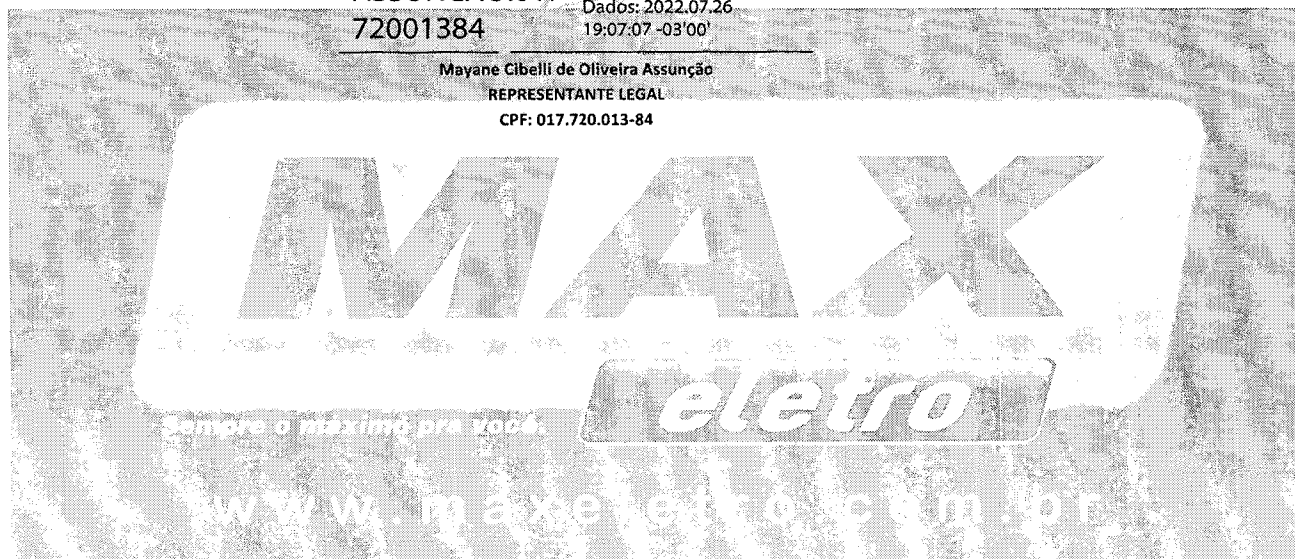 72001384
Dados: 2022.07.26
19:07:07 -03'00'
Mayane Cibelli de Oliveira Assunção
REPRESENTANTE LEGAL
CPF: 017.720.013-84
MAX
eletro
Sempre o máximo pra você.
www.maxeletro.com.br